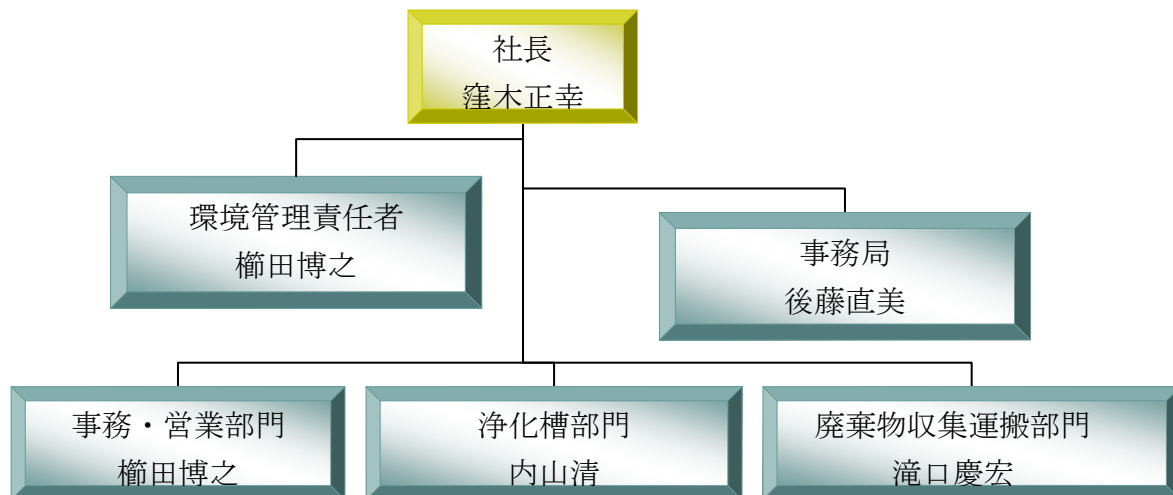 社長
窪木正幸
環境管理責任者
櫛田博之
事務局
後藤直美
事務・営業部門
櫛田博之
浄化槽部門
内山清
廃棄物収集運搬部門
滝口慶宏